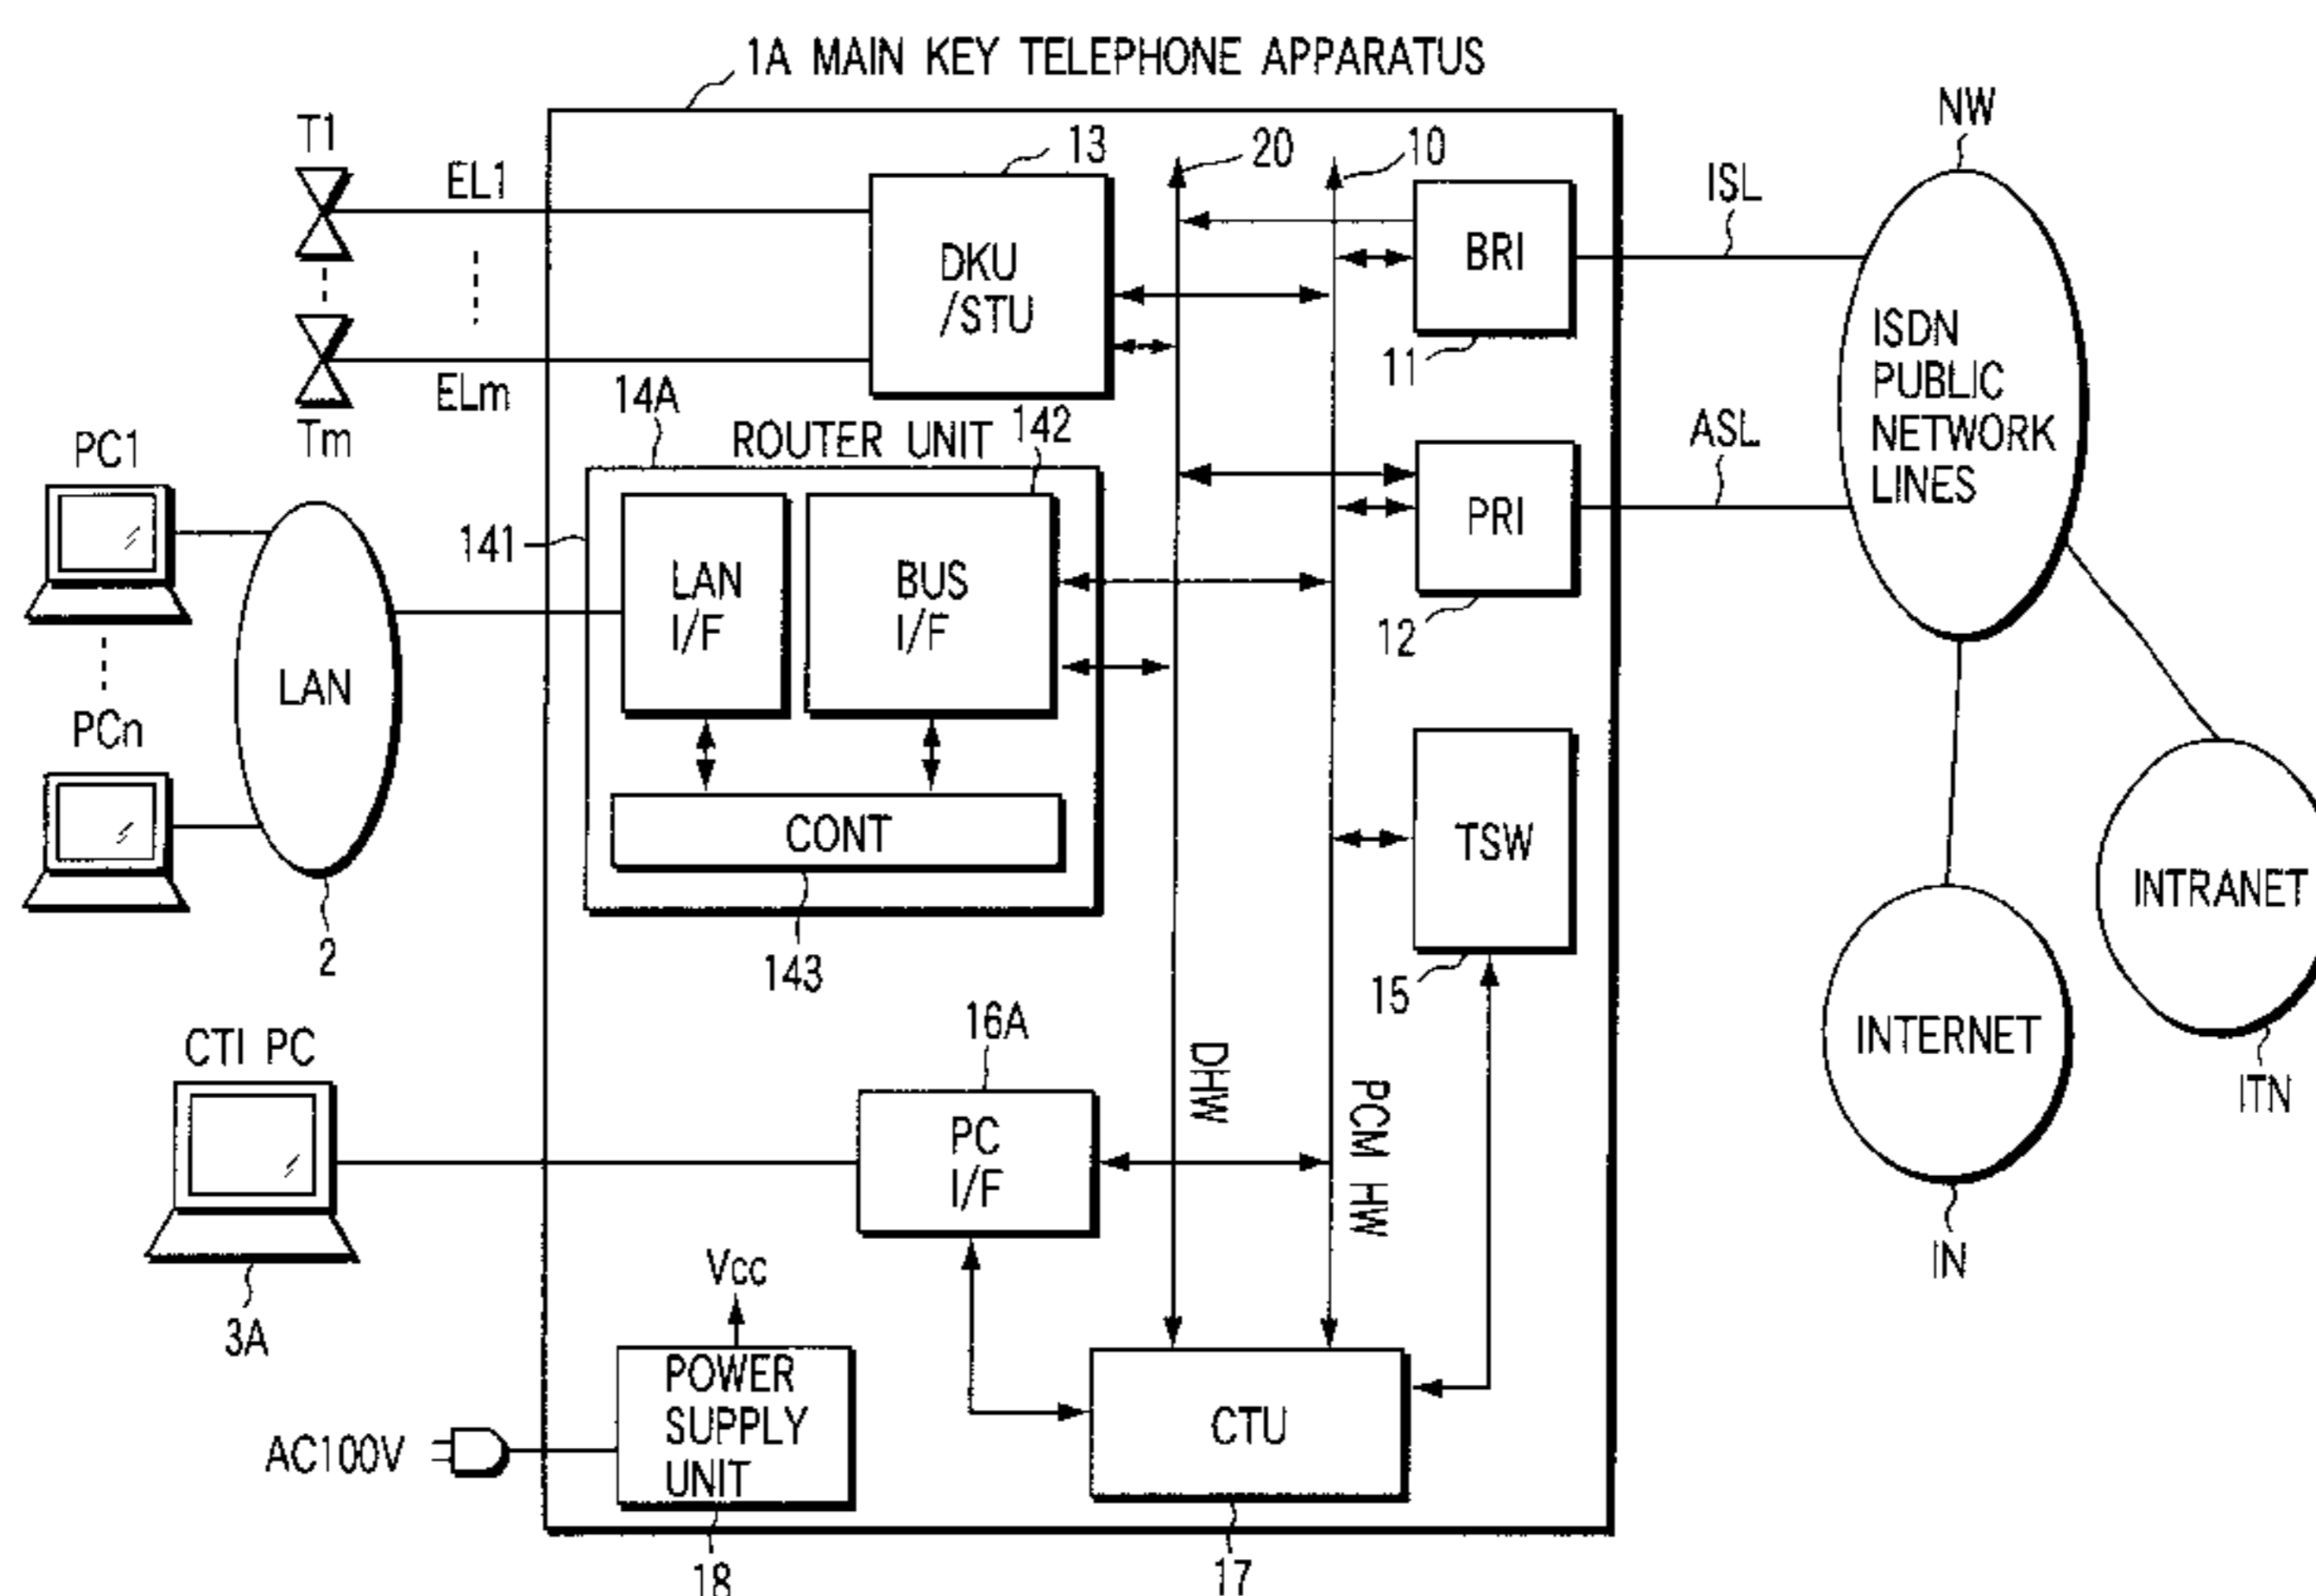 1A MAIN KEY TELEPHONE APPARATUS
T1
EL1
13
20
10
ISL
NW
DKU
/STU
BRI
11
ISDN
PUBLIC
NETWORK
LINES
ELm
Tm
14A
ROUTER UNIT
142
ASL
PC1
141
LAN
I/F
BUS
I/F
PRI
12
LAN
PCn
CONT
TSW
INTRANET
2
143
15
INTERNET
16A
CTI PC
DHW
PCM HW
ITN
PC
I/F
IN
Vcc
3A
POWER
SUPPLY
UNIT
AC100V
CTU
18
17